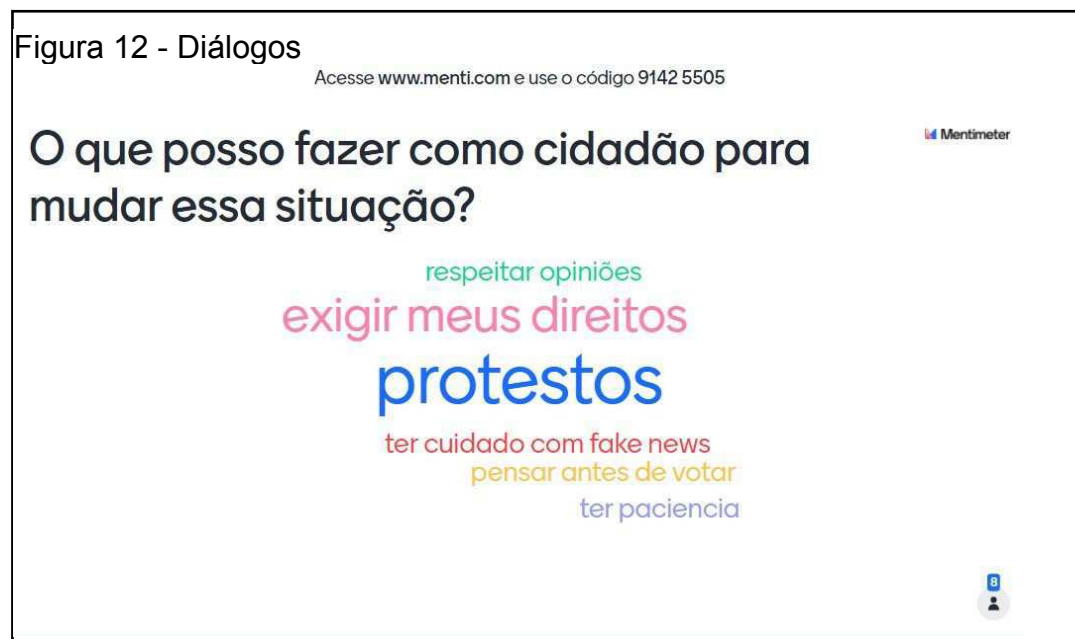 Figura 12 - Diálogos
Acesse www.menti.com e use o código 9142 5505
Mentimeter
O que posso fazer como cidadão para
mudar essa situação?
respeitar opiniões
exigir meus direitos
protestos
ter cuidado com fake news
pensar antes de votar
ter paciencia
8